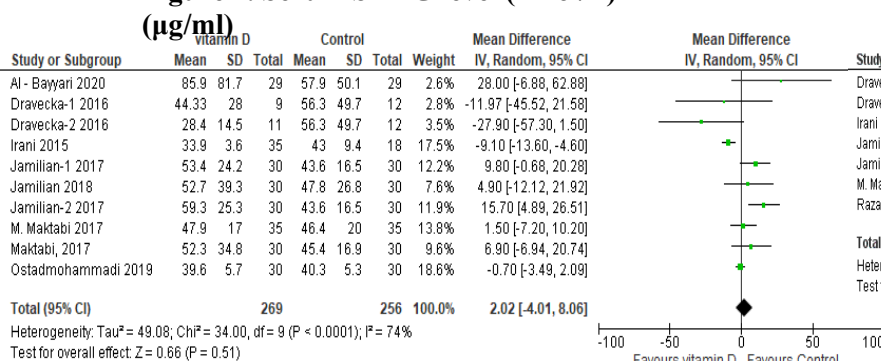 (µg/ml)
vitamin D Control Mean Difference Mean Difference
Study or Subgroup Mean SD Total Mean SD Total Weight IV, Random, 95% CI IV, Random, 95% CI Study
Al - Bayyari 2020 85.9 81.7 29 57.9 50.1 29 2.6% 28.00 [-6.88, 62.88]
Dravecka-1 2016 44.33 28 9 56.3 49.7 12 2.8% -11.97 [-45.52, 21.58] Drave
Dravecka-2 2016 28.4 14.5 11 56.3 49.7 12 3.5% -27.90 [-57.30, 1.50] Drave
Irani 2015 33.9 3.6 35 43 9.4 18 17.5% -9.10 [-13.60, -4.60] Irani
Jamilian-1 2017 53.4 24.2 30 43.6 16.5 30 12.2% 9.80 [-0.68, 20.28] Jamil
Jamilian 2018 52.7 39.3 30 47.8 26.8 30 7.6% 4.90 [-12.12, 21.92] Jamil
Jamilian-2 2017 59.3 25.3 30 43.6 16.5 30 11.9% 15.70 [4.89, 26.51] M. Ma
M. Maktabi 2017 47.9 17 35 46.4 20 35 13.7% 1.50 [-7.20, 10.20] Raza
Maktabi, 2017 52.3 34.8 30 45.4 16.9 30 9.6% 6.90 [-6.94, 20.74]
Ostadmohammadi 2019 39.6 5.7 30 40.3 5.3 30 18.6% -0.70 [-3.49, 2.09] Total
Heter
Total (95% CI) 269 256 100.0% 2.02 [-4.01, 8.06] Test f
Heterogeneity: Tau² = 49.08; Chi² = 34.00, df = 9 (P < 0.0001); I² = 74%
-100 -50 0 50 100
Test for overall effect: Z = 0.66 (P = 0.51)
Favours vitamin D Favours Control